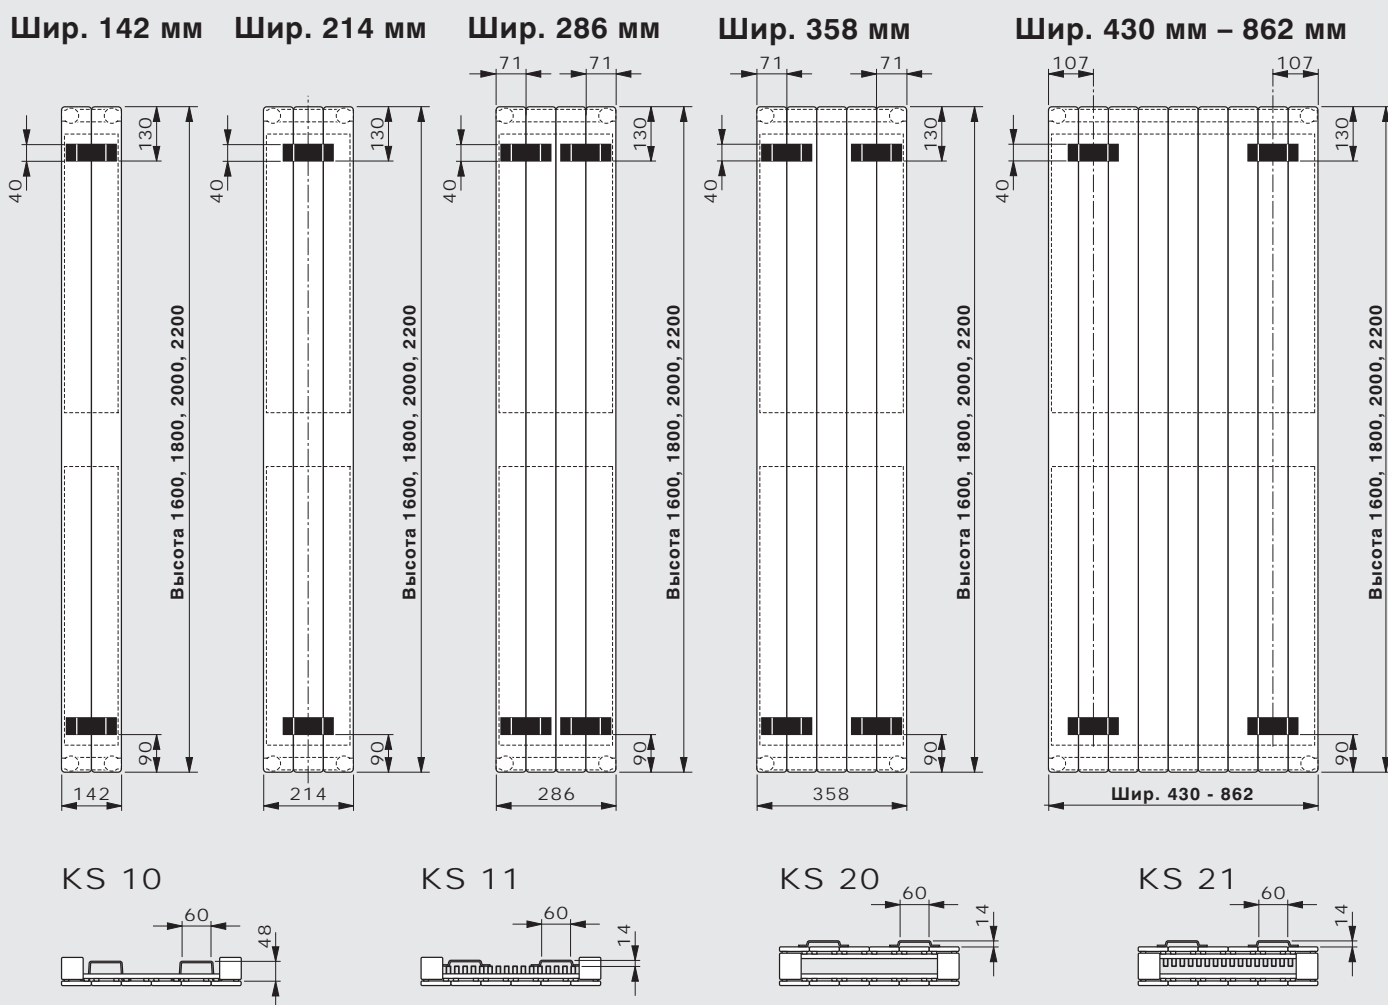 Шир. 142 мм Шир. 214 мм Шир. 286 мм Шир. 358 мм Шир. 430 мм – 862 мм
71 71 71 71 107 107
130 130 130 130 130
40 40 40 40 40
Высота 1600, 1800, 2000, 2200
Высота 1600, 1800, 2000, 2200
Высота 1600, 1800, 2000, 2200
Высота 1600, 1800, 2000, 2200
Высота 1600, 1800, 2000, 2200
90 90 90 90 90
142 214 286 358 Шир. 430 - 862
KS 10 KS 11 KS 20 KS 21
60 48 60 14 60 14 60 14